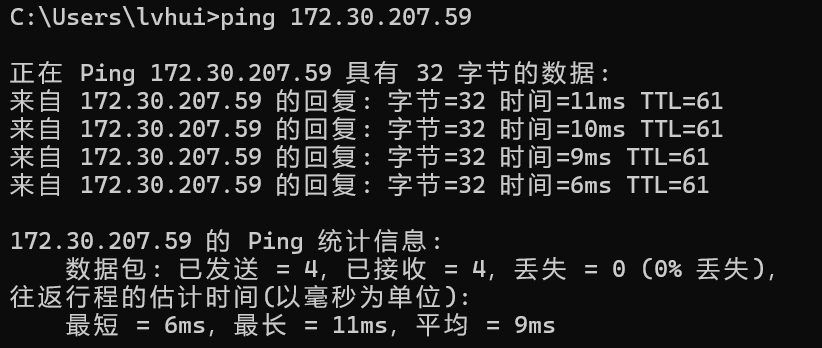 C:\Users\lvhui>ping 172.30.207.59
正在 Ping 172.30.207.59 具有 32 字节的数据:
来自 172.30.207.59 的回复: 字节=32 时间=11ms TTL=61
来自 172.30.207.59 的回复: 字节=32 时间=10ms TTL=61
来自 172.30.207.59 的回复: 字节=32 时间=9ms TTL=61
来自 172.30.207.59 的回复: 字节=32 时间=6ms TTL=61
172.30.207.59 的 Ping 统计信息:
数据包: 已发送 = 4, 已接收 = 4, 丢失 = 0 (0% 丢失),
往返行程的估计时间(以毫秒为单位):
最短 = 6ms, 最长 = 11ms, 平均 = 9ms